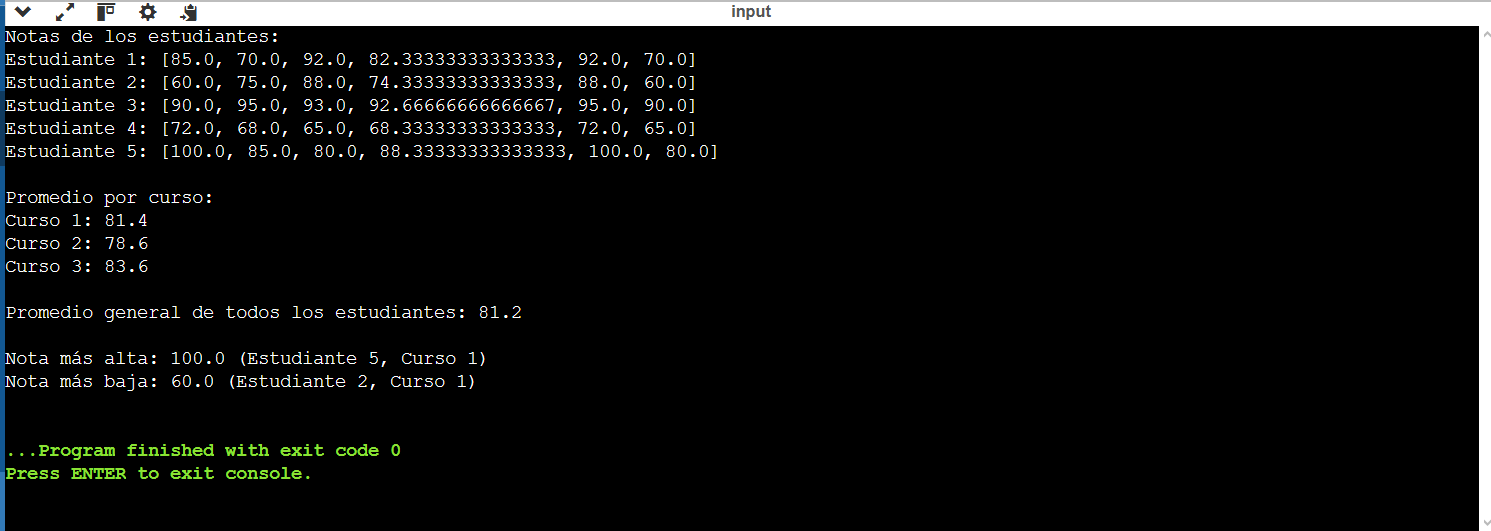 input
Notas de los estudiantes:
Estudiante 1: [85.0, 70.0, 92.0, 82.33333333333333, 92.0, 70.0]
Estudiante 2: [60.0, 75.0, 88.0, 74.33333333333333, 88.0, 60.0]
Estudiante 3: [90.0, 95.0, 93.0, 92.66666666666667, 95.0, 90.0]
Estudiante 4: [72.0, 68.0, 65.0, 68.33333333333333, 72.0, 65.0]
Estudiante 5: [100.0, 85.0, 80.0, 88.33333333333333, 100.0, 80.0]
Promedio por curso:
Curso 1: 81.4
Curso 2: 78.6
Curso 3: 83.6
Promedio general de todos los estudiantes: 81.2
Nota más alta: 100.0 (Estudiante 5, Curso 1)
Nota más baja: 60.0 (Estudiante 2, Curso 1)
...Program finished with exit code 0
Press ENTER to exit console.